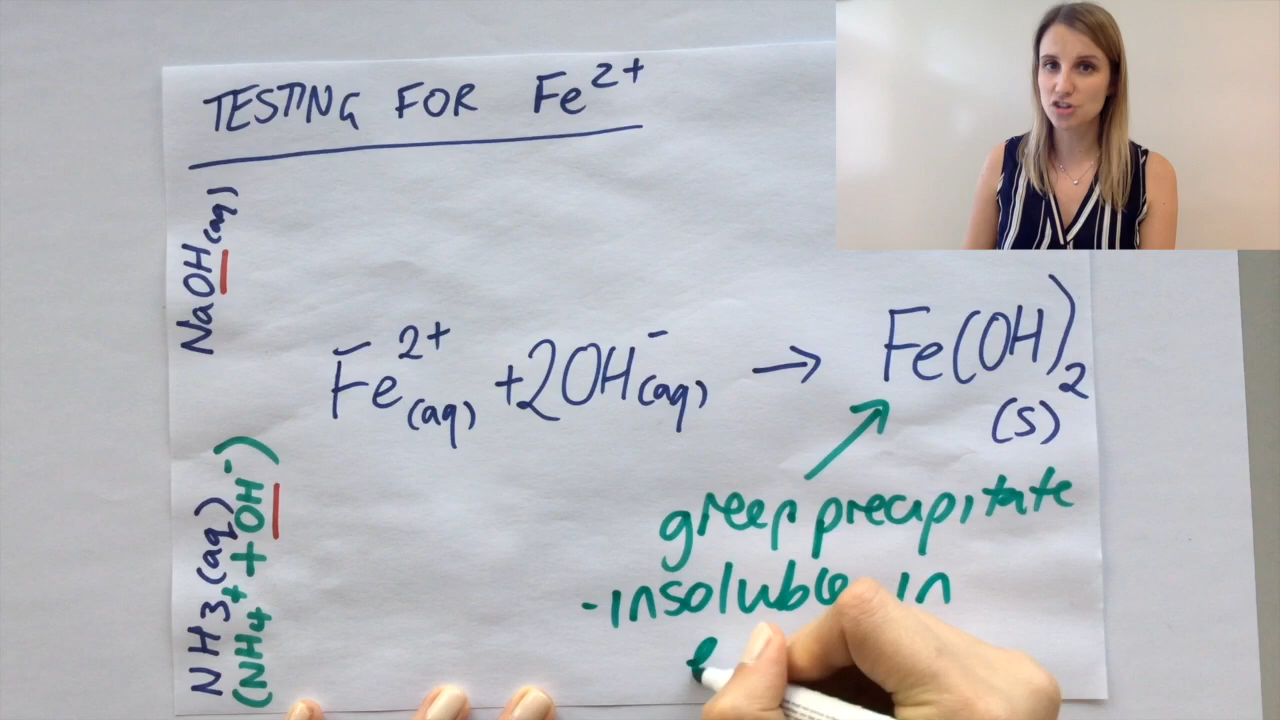 TESTING FOR Fe²⁺
NaOH(aq)
Fe²⁺(aq) + 2OH⁻(aq) → Fe(OH)₂(s)
NH3(aq)
(NH4⁺ + OH⁻)
green precipitate
-insoluble in